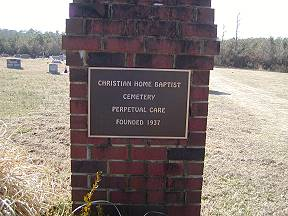 CHRISTIAN HOME BAPTIST
CEMETERY
PERPETUAL CARE
FOUNDED 1937